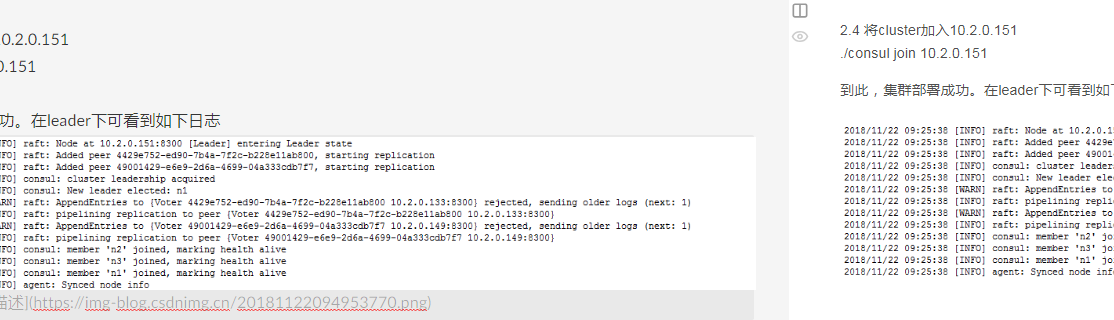 0.2.0.151
0.151
功。在leader下可看到如下日志
NFO] raft: Node at 10.2.0.151:8300 [Leader] entering Leader state
NFO] raft: Added peer 4429e752-ed90-7b4a-7f2c-b228e11ab800, starting replication
NFO] raft: Added peer 49001429-e6e9-2d6a-4699-04a333cdb7f7, starting replication
NFO] consul: cluster leadership acquired
NFO] consul: New leader elected: n1
ARN] raft: AppendEntries to {Voter 4429e752-ed90-7b4a-7f2c-b228e11ab800 10.2.0.133:8300} rejected, sending older logs (next: 1)
NFO] raft: pipelining replication to peer {Voter 4429e752-ed90-7b4a-7f2c-b228e11ab800 10.2.0.133:8300}
ARN] raft: AppendEntries to {Voter 49001429-e6e9-2d6a-4699-04a333cdb7f7 10.2.0.149:8300} rejected, sending older logs (next: 1)
NFO] raft: pipelining replication to peer {Voter 49001429-e6e9-2d6a-4699-04a333cdb7f7 10.2.0.149:8300}
NFO] consul: member 'n2' joined, marking health alive
NFO] consul: member 'n3' joined, marking health alive
NFO] consul: member 'n1' joined, marking health alive
NFO] agent: Synced node info
描述](https://img-blog.csdnimg.cn/20181122094953770.png)
2.4 将cluster加入10.2.0.151
./consul join 10.2.0.151
到此，集群部署成功。在leader下可看到如下
2018/11/22 09:25:38 [INFO] raft: Node at 10.2.0.15
2018/11/22 09:25:38 [INFO] raft: Added peer 4429e7
2018/11/22 09:25:38 [INFO] raft: Added peer 490014
2018/11/22 09:25:38 [INFO] consul: cluster leaders
2018/11/22 09:25:38 [INFO] consul: New leader elec
2018/11/22 09:25:38 [WARN] raft: AppendEntries to
2018/11/22 09:25:38 [INFO] raft: pipelining replic
2018/11/22 09:25:38 [WARN] raft: AppendEntries to
2018/11/22 09:25:38 [INFO] raft: pipelining replic
2018/11/22 09:25:38 [INFO] consul: member 'n2' joi
2018/11/22 09:25:38 [INFO] consul: member 'n3' joi
2018/11/22 09:25:38 [INFO] consul: member 'n1' joi
2018/11/22 09:25:38 [INFO] agent: Synced node info